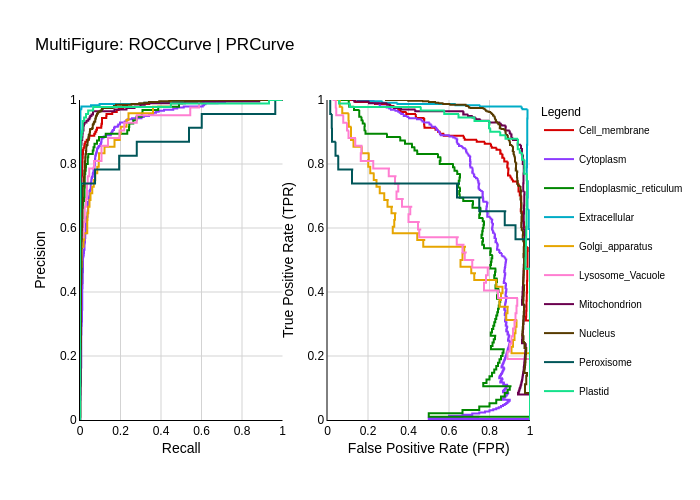 MultiFigure: ROCCurve | PRCurve
Precision
1
0.8
0.6
0.4
0.2
0
0
0.2
0.4
0.6
0.8
1
Recall
True Positive Rate (TPR)
1
0.8
0.6
0.4
0.2
0
0
0.2
0.4
0.6
0.8
1
False Positive Rate (FPR)
Legend
Cell_membrane
Cytoplasm
Endoplasmic_reticulum
Extracellular
Golgi_apparatus
Lysosome_Vacuole
Mitochondrion
Nucleus
Peroxisome
Plastid